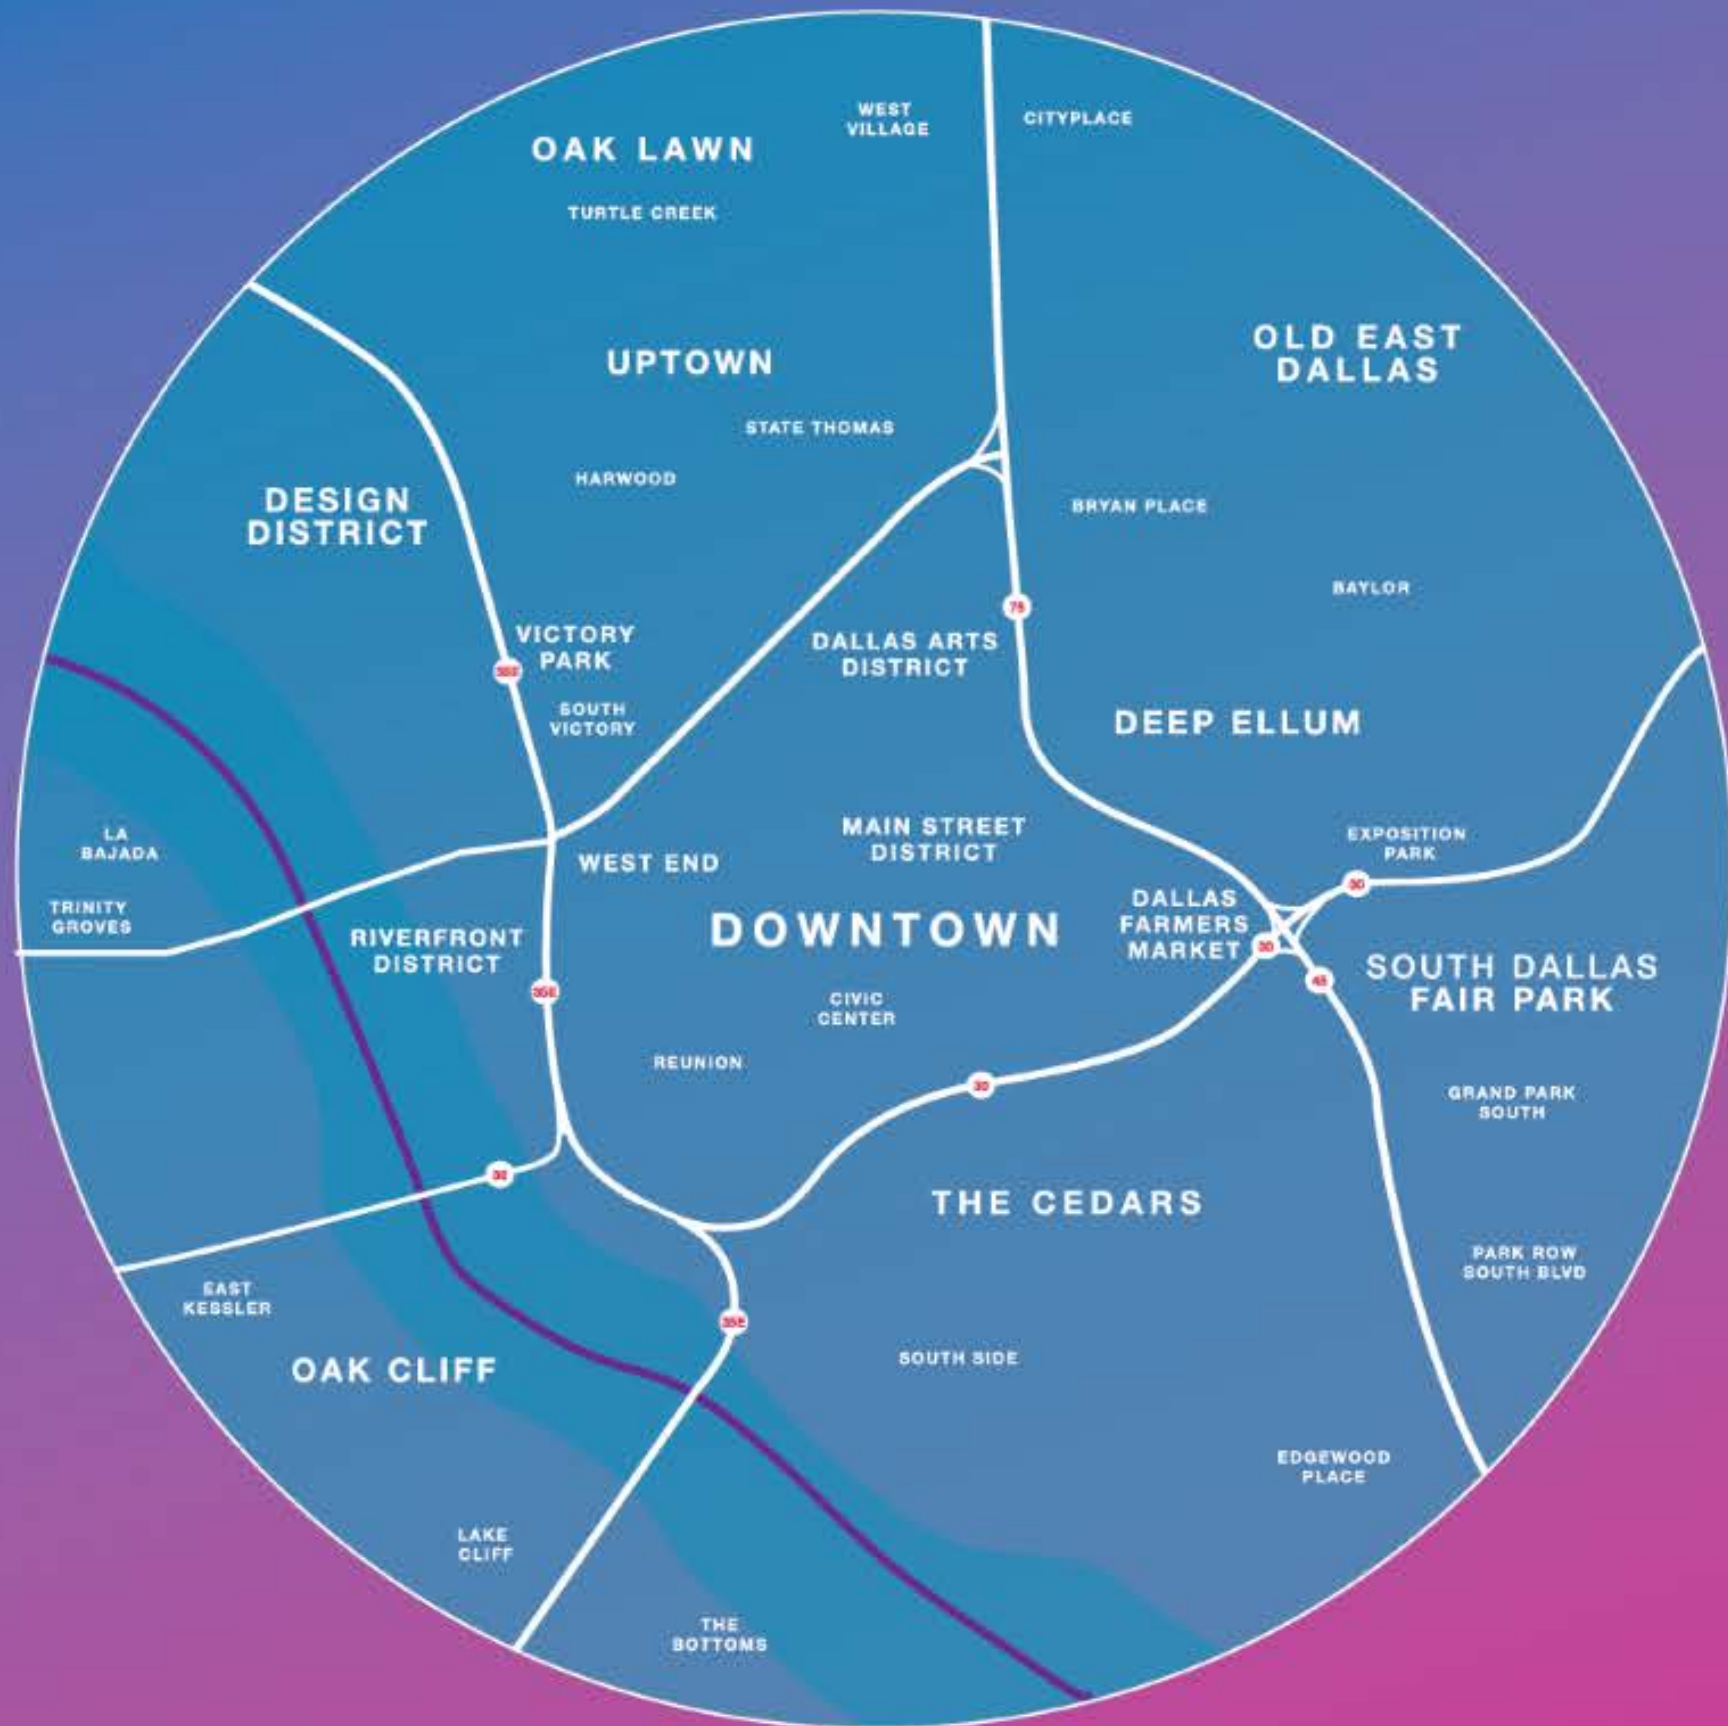 WEST
VILLAGE
CITYPLACE
OAK LAWN
TURTLE CREEK
OLD EAST
DALLAS
UPTOWN
STATE THOMAS
HARWOOD
DESIGN
DISTRICT
BRYAN PLACE
BAYLOR
75
VICTORY
PARK
35E
DALLAS ARTS
DISTRICT
SOUTH
VICTORY
DEEP ELLUM
LA
BAJADA
MAIN STREET
DISTRICT
EXPOSITION
PARK
WEST END
30
TRINITY
GROVES
RIVERFRONT
DISTRICT
DOWNTOWN
DALLAS
FARMERS
MARKET
30
45
SOUTH DALLAS
FAIR PARK
35E
CIVIC
CENTER
REUNION
30
GRAND PARK
SOUTH
30
THE CEDARS
EAST
KESSLER
PARK ROW
SOUTH BLVD
35E
OAK CLIFF
SOUTH SIDE
EDGEWOOD
PLACE
LAKE
CLIFF
THE
BOTTOMS